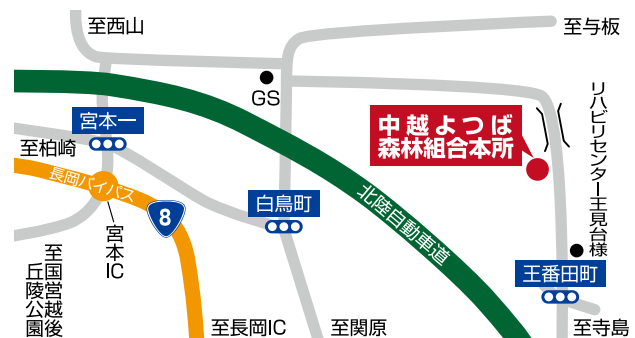 至西山
至与板
GS
リハビリセンター王見台様
中越よつば
森林組合本所
宮本一
至柏崎
長岡バイパス
8
白鳥町
北陸自動車道
宮本IC
至国営越後
丘陵公園
王番田町
至長岡IC
至関原
至寺島